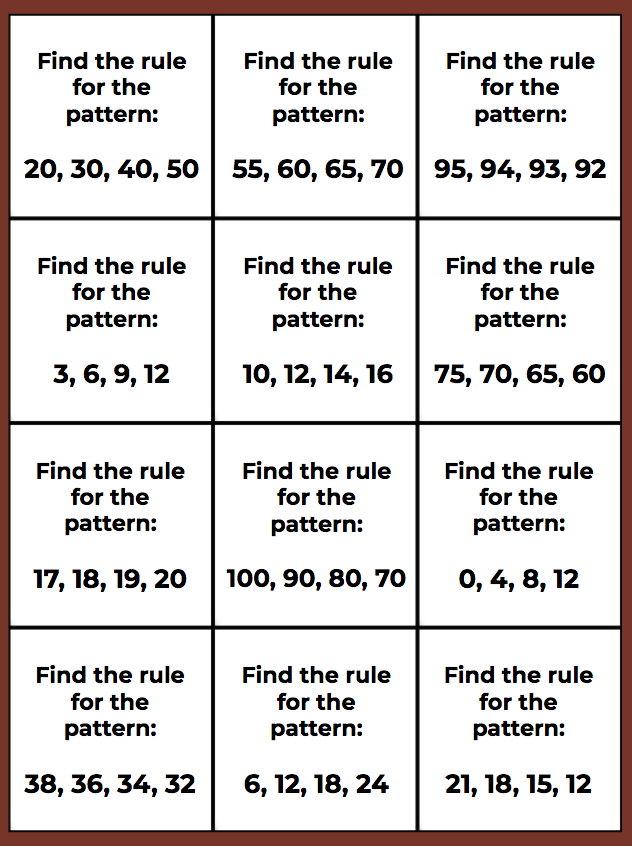 Find the rule
for the
pattern:
20, 30, 40, 50
Find the rule
for the
pattern:
55, 60, 65, 70
Find the rule
for the
pattern:
95, 94, 93, 92
Find the rule
for the
pattern:
3, 6, 9, 12
Find the rule
for the
pattern:
10, 12, 14, 16
Find the rule
for the
pattern:
75, 70, 65, 60
Find the rule
for the
pattern:
17, 18, 19, 20
Find the rule
for the
pattern:
100, 90, 80, 70
Find the rule
for the
pattern:
0, 4, 8, 12
Find the rule
for the
pattern:
38, 36, 34, 32
Find the rule
for the
pattern:
6, 12, 18, 24
Find the rule
for the
pattern:
21, 18, 15, 12